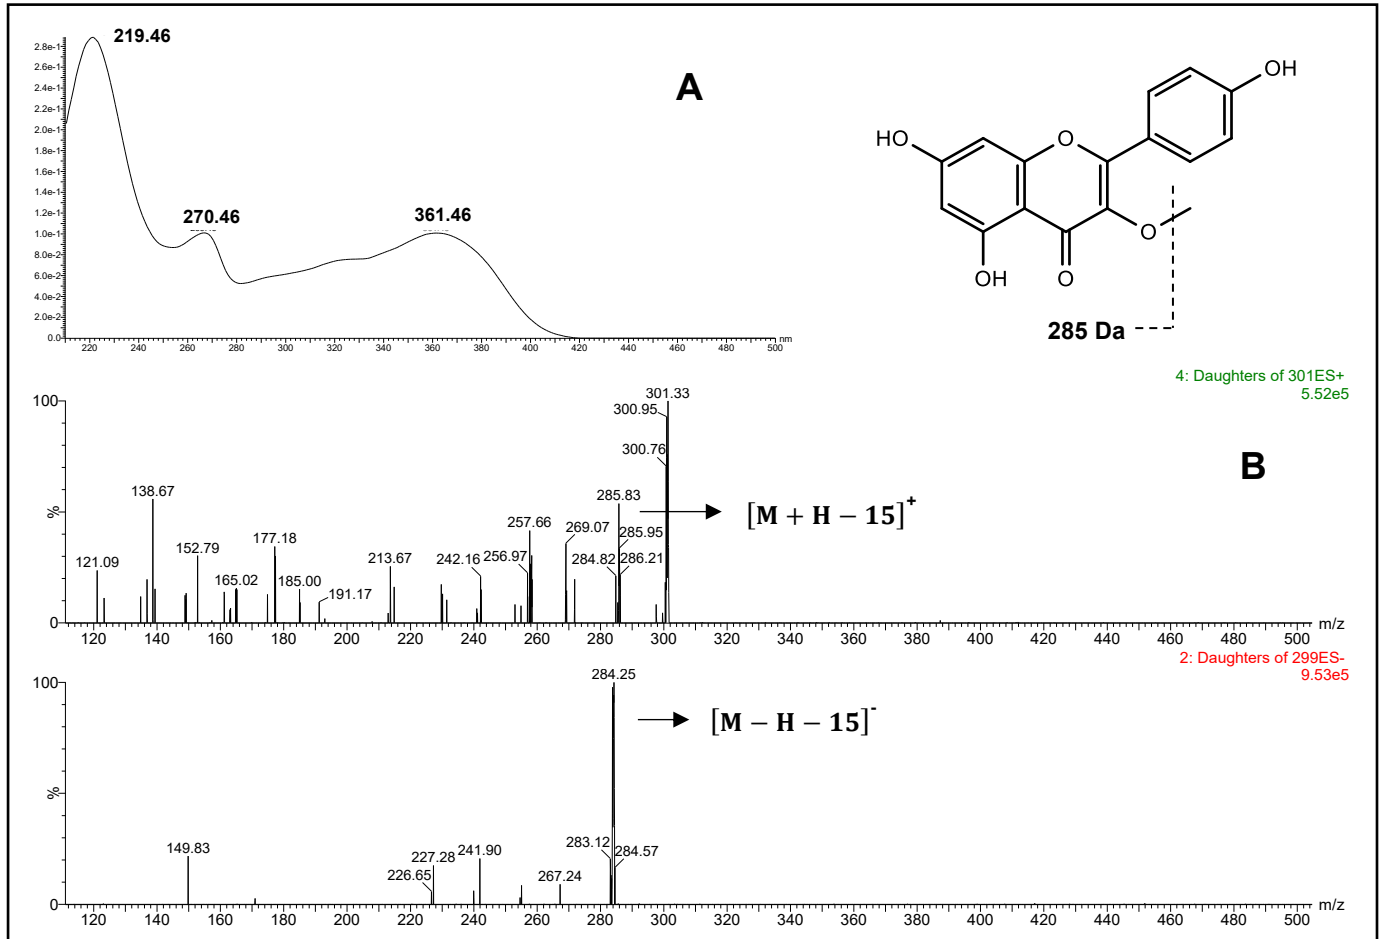 219.46
A
2.8e-1
2.6e-1
2.4e-1
2.2e-1
2.0e-1
1.8e-1
1.6e-1
1.4e-1
1.2e-1
1.0e-1
8.0e-2
6.0e-2
4.0e-2
2.0e-2
0.0
270.46
361.46
220 240 260 280 300 320 340 360 380 400 420 440 460 480 500 nm
OH
HO
O
O
OH
O
285 Da
4: Daughters of 301ES+
5.52e5
B
100
%
0
301.33
300.95
300.76
138.67
285.83
[M + H − 15]+
257.66
269.07
285.95
177.18
152.79
121.09
256.97
284.82
286.21
242.16
213.67
165.02
185.00
191.17
120 140 160 180 200 220 240 260 280 300 320 340 360 380 400 420 440 460 480 500 m/z
2: Daughters of 299ES-
9.53e5
100
%
0
284.25
[M − H − 15]-
283.12
284.57
149.83
227.28
241.90
226.65
267.24
120 140 160 180 200 220 240 260 280 300 320 340 360 380 400 420 440 460 480 500 m/z